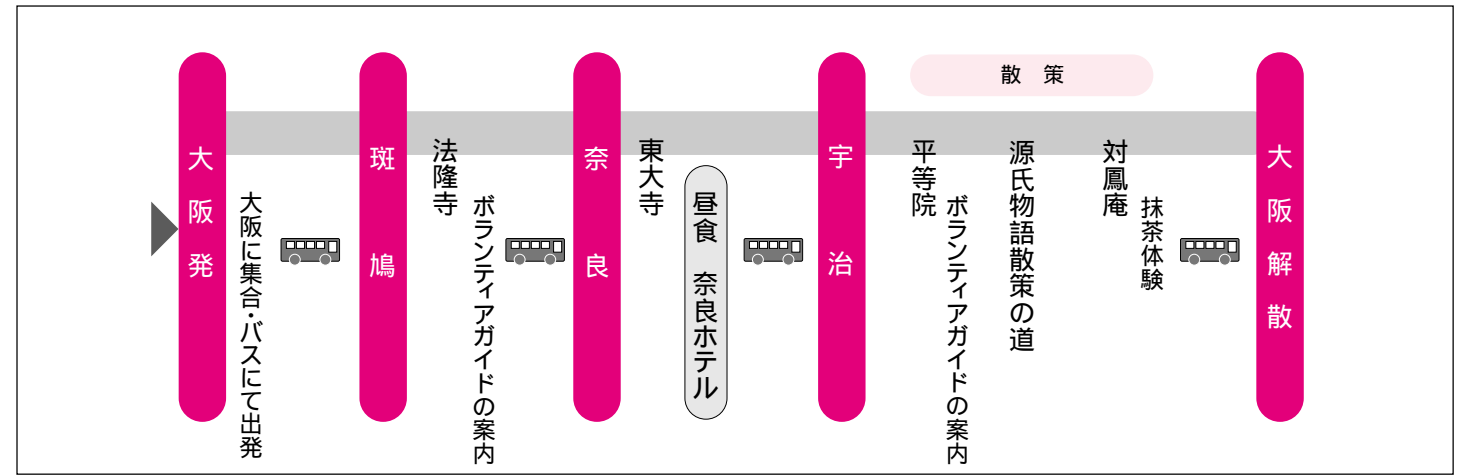 大阪発
大阪に集合・バスにて出発
斑鳩
法隆寺
ボランティアガイドの案内
奈良
東大寺
昼食 奈良ホテル
宇治
散策
平等院
ボランティアガイドの案内
源氏物語散策の道
対鳳庵
抹茶体験
大阪解散